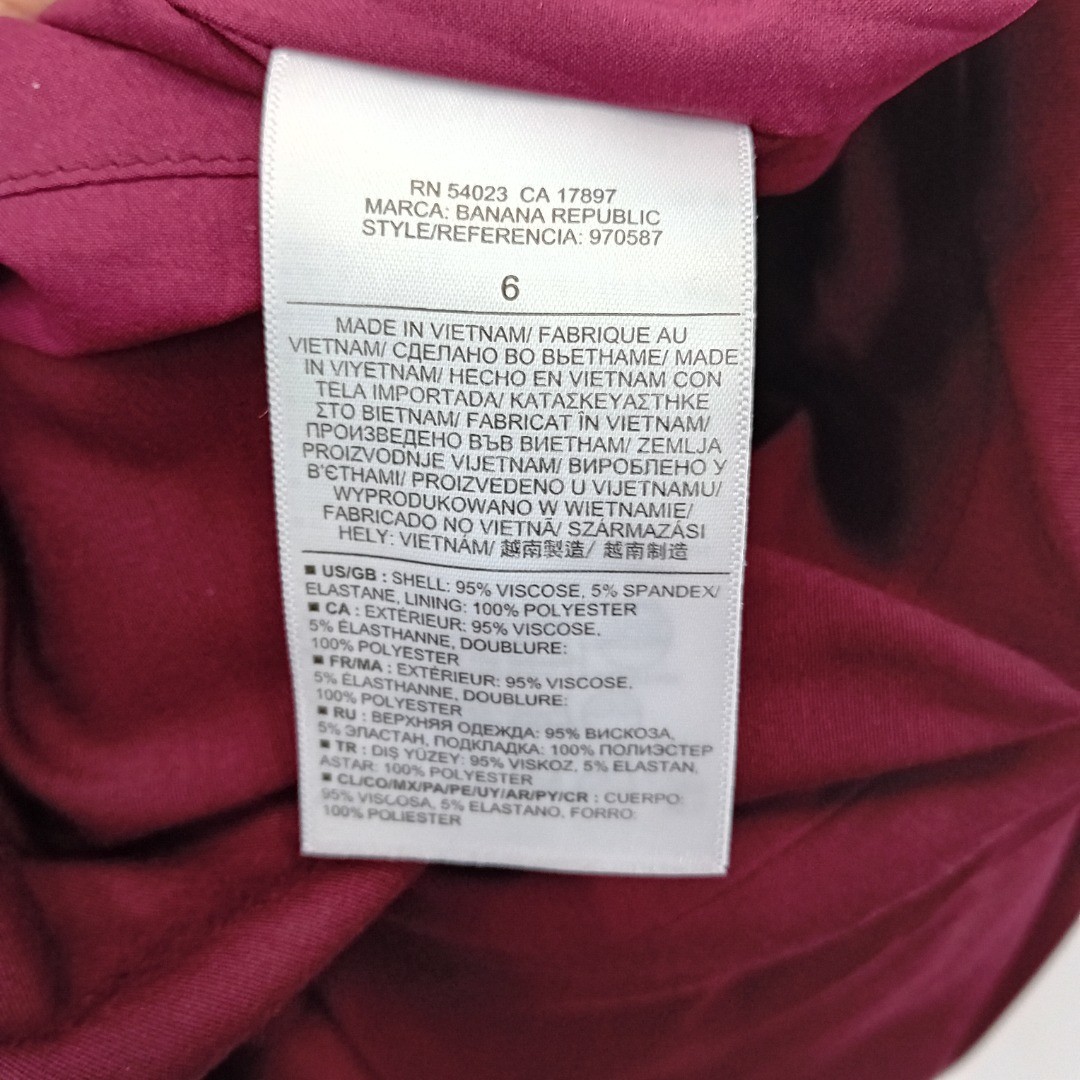 RN 54023 CA 17897
MARCA: BANANA REPUBLIC
STYLE/REFERENCIA: 970587
6
MADE IN VIETNAM/ FABRIQUE AU
VIETNAM/ СДЕЛАНО ВО ВЬЕТНАМЕ/ MADE
IN VIYETNAM/ HECHO EN VIETNAM CON
TELA IMPORTADA/ ΚΑΤΑΣΚΕΥΑΣΤΗΚΕ
ΣΤΟ ΒΙΕΤΝΑΜ/ FABRICAT ÎN VIETNAM/
ПРОИЗВЕДЕНО ВЪВ ВИЕТНАМ/ ZEMLJA
PROIZVODNJE VIJETNAM/ ВИРОБЛЕНО У
В'ЄТНАМІ/ PROIZVEDENO U VIJETNAMU/
WYPRODUKOWANO W WIETNAMIE/
FABRICADO NO VIETNÃ/ SZÁRMAZÁSI
HELY: VIETNÁM/ 越南製造/ 越南制造
■ US/GB : SHELL: 95% VISCOSE, 5% SPANDEX/
ELASTANE, LINING: 100% POLYESTER
■ CA : EXTÉRIEUR: 95% VISCOSE,
5% ÉLASTHANNE, DOUBLURE:
100% POLYESTER
■ FR/MA : EXTÉRIEUR: 95% VISCOSE,
5% ÉLASTHANNE, DOUBLURE:
100% POLYESTER
■ RU : ВЕРХНЯЯ ОДЕЖДА: 95% ВИСКОЗА,
5% ЭЛАСТАН, ПОДКЛАДКА: 100% ПОЛИЭСТЕР
■ TR : DIŞ YÜZEY: 95% VISKOZ, 5% ELASTAN,
ASTAR: 100% POLYESTER
■ CL/CO/MX/PA/PE/UY/AR/PY/CR : CUERPO:
95% VISCOSA, 5% ELASTANO, FORRO:
100% POLIESTER